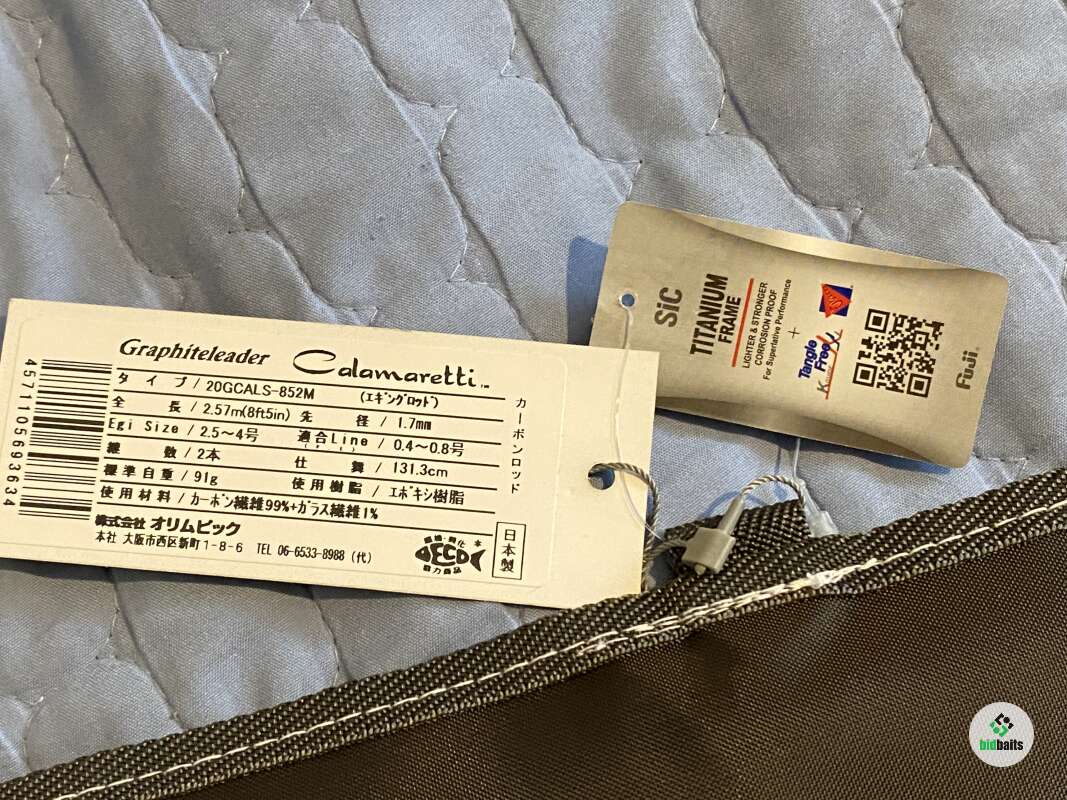 Graphiteleader Calamaretti
タイプ / 20GCALS-852M (エギングロッド)
全長 / 2.57m(8ft5in) 先径 / 1.7mm
Egi Size / 2.5～4号 適合Line / 0.4～0.8号
継数 / 2本 仕舞 / 131.3cm
標準自重 / 91g 使用樹脂 / エポキシ樹脂
使用材料 / カーボン繊維99%+ガラス繊維1%
株式会社 オリムピック
本社 大阪市西区新町1-8-6 TEL 06-6533-8988 (代)
カーボンロッド
日本製
4571105693634
SiC
TITANIUM
FRAME
LIGHTER & STRONGER
CORROSION PROOF
For Superlative Performance
+
Tangle
Free
Fuji
bidbaits